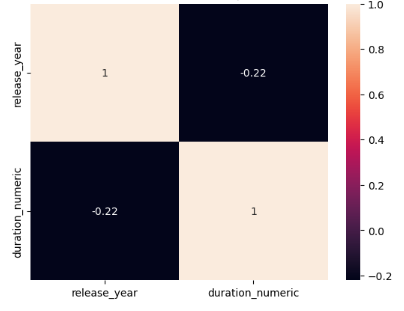 release_year
duration_numeric
1
-0.22
-0.22
1
release_year
duration_numeric
1.0
0.8
0.6
0.4
0.2
0.0
−0.2